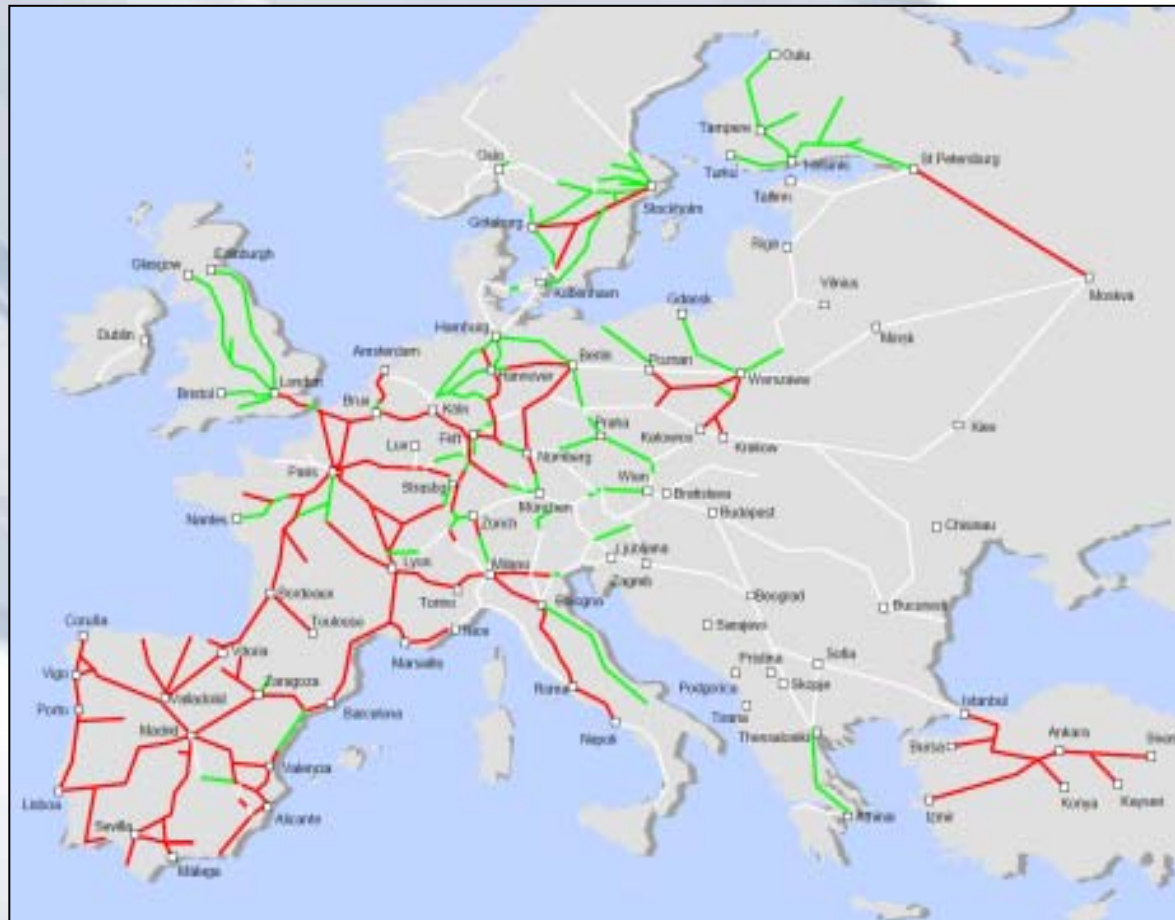 Oulu
Tampere
Turku
Helsinki
St Petersburg
Tallinn
Oslo
Stockholm
Göteborg
Riga
Edinburgh
Glasgow
Vilnius
Moskva
Kobenhavn
Gdansk
Dublin
Hamburg
Minsk
Amsterdam
Berlin
Poznan
Hannover
Warszawa
Bristol
London
Brux
Köln
Kiev
Praha
Katowice
Krakow
Lux
Fkft
Nürnberg
Paris
Strasbg
Wien
Bratislava
München
Budapest
Nantes
Zürich
Chisinau
Ljubljana
Lyon
Milano
Zagreb
Torino
Bordeaux
Bologna
Beograd
Bucuresti
Coruña
Toulouse
Nice
Sarajevo
Vitoria
Marseille
Vigo
Zaragoza
Pristina
Sofia
Valladolid
Roma
Podgorica
Skopje
Porto
Barcelona
Tirana
Istanbul
Madrid
Napoli
Thessaloniki
Ankara
Bursa
Sivas
Valencia
Lisboa
Konya
Kayseri
Alicante
Athinai
Izmir
Sevilla
Málaga